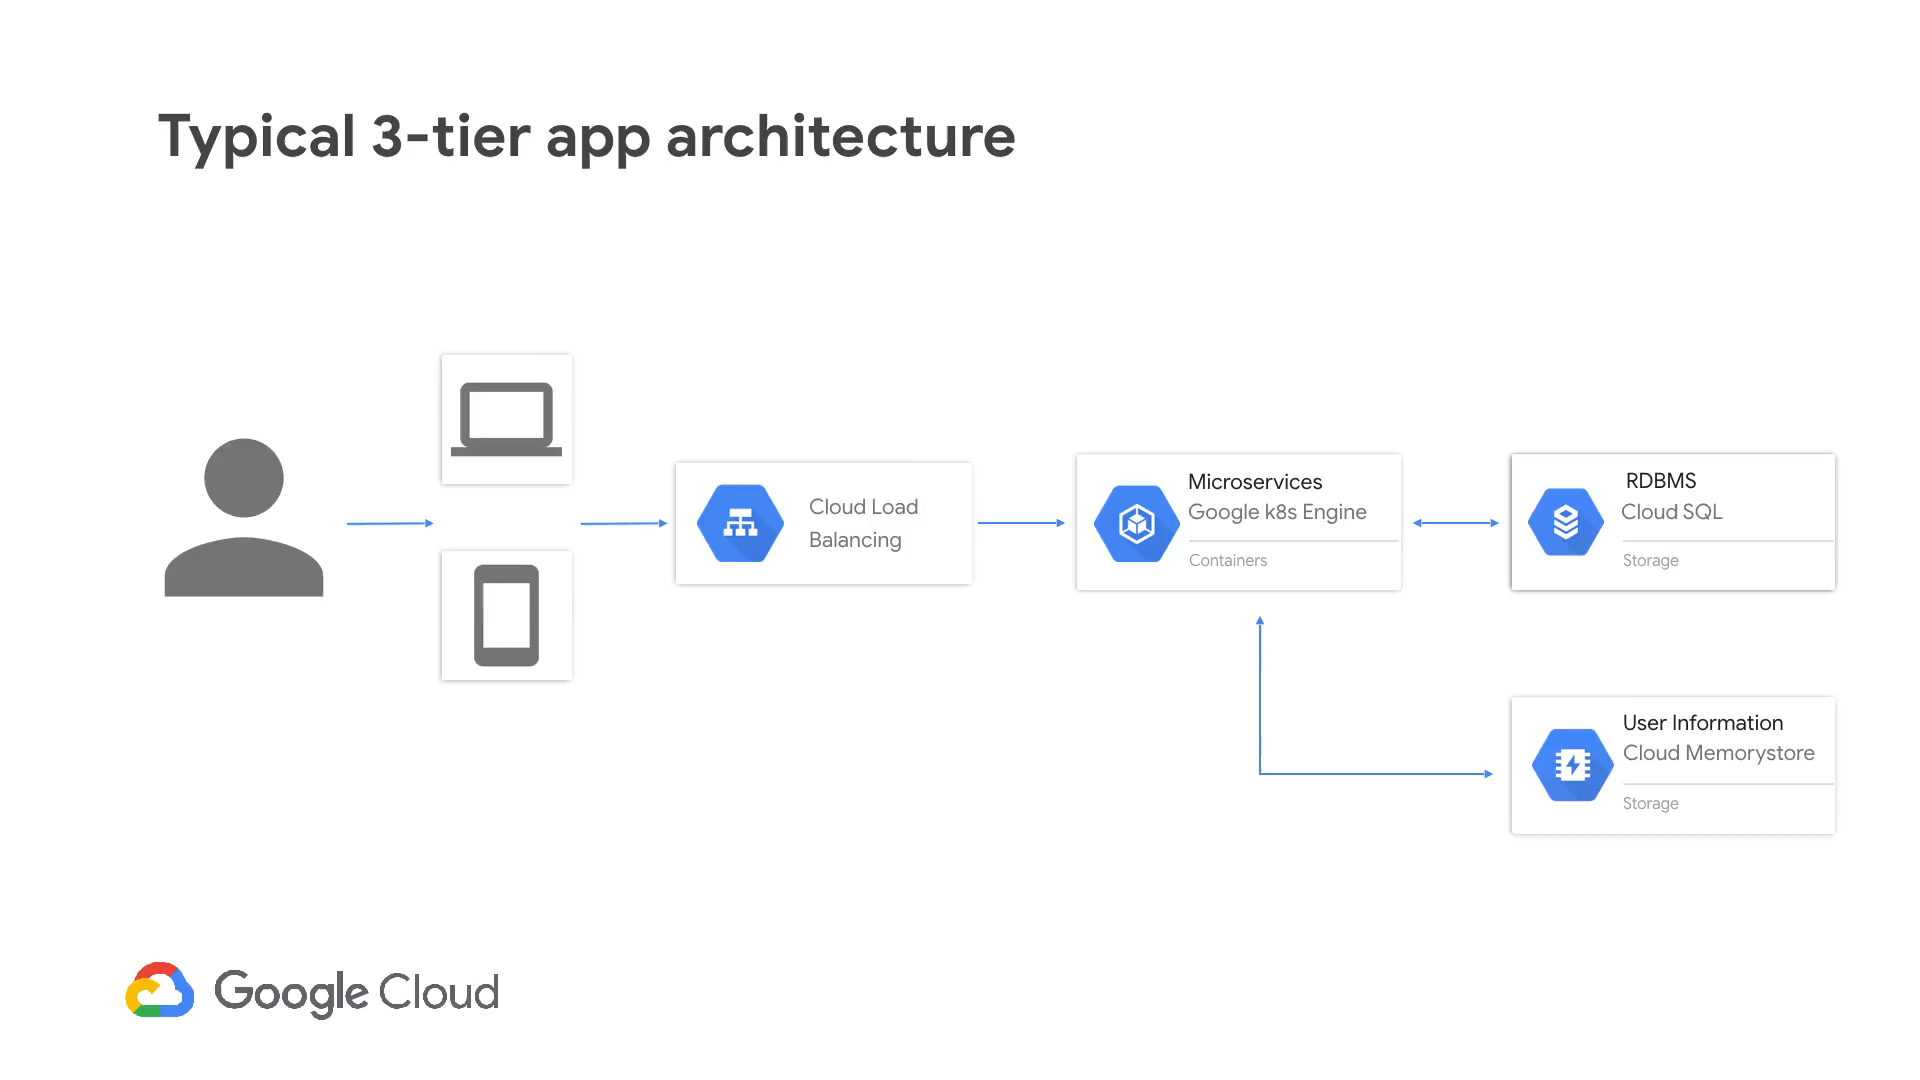 Typical 3-tier app architecture
Cloud Load
Balancing
Microservices
Google k8s Engine
Containers
RDBMS
Cloud SQL
Storage
User Information
Cloud Memorystore
Storage
Google Cloud